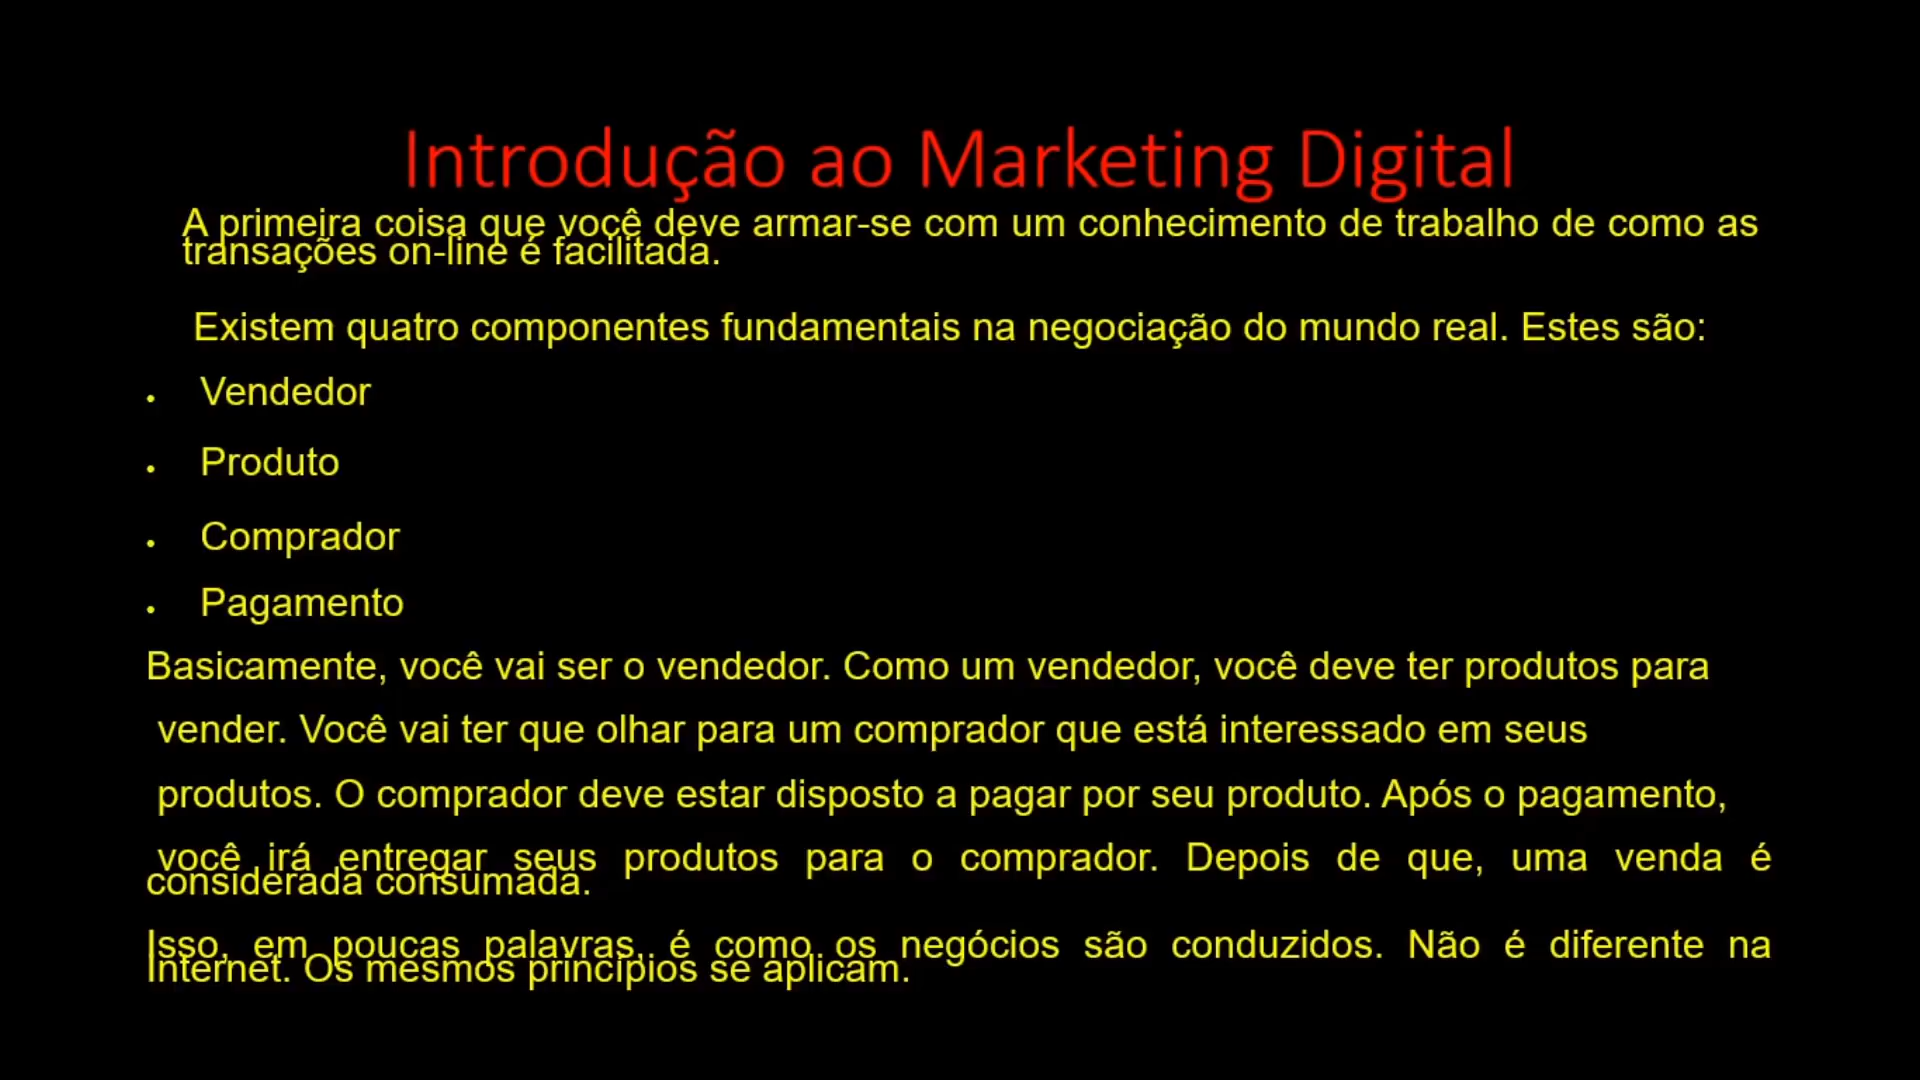 Introdução ao Marketing Digital
A primeira coisa que você deve armar-se com um conhecimento de trabalho de como as
transações on-line é facilitada.
Existem quatro componentes fundamentais na negociação do mundo real. Estes são:
• Vendedor
• Produto
• Comprador
• Pagamento
Basicamente, você vai ser o vendedor. Como um vendedor, você deve ter produtos para
vender. Você vai ter que olhar para um comprador que está interessado em seus
produtos. O comprador deve estar disposto a pagar por seu produto. Após o pagamento,
você irá entregar seus produtos para o comprador. Depois de que, uma venda é
considerada consumada.
Isso, em poucas palavras, é como os negócios são conduzidos. Não é diferente na
Internet. Os mesmos princípios se aplicam.